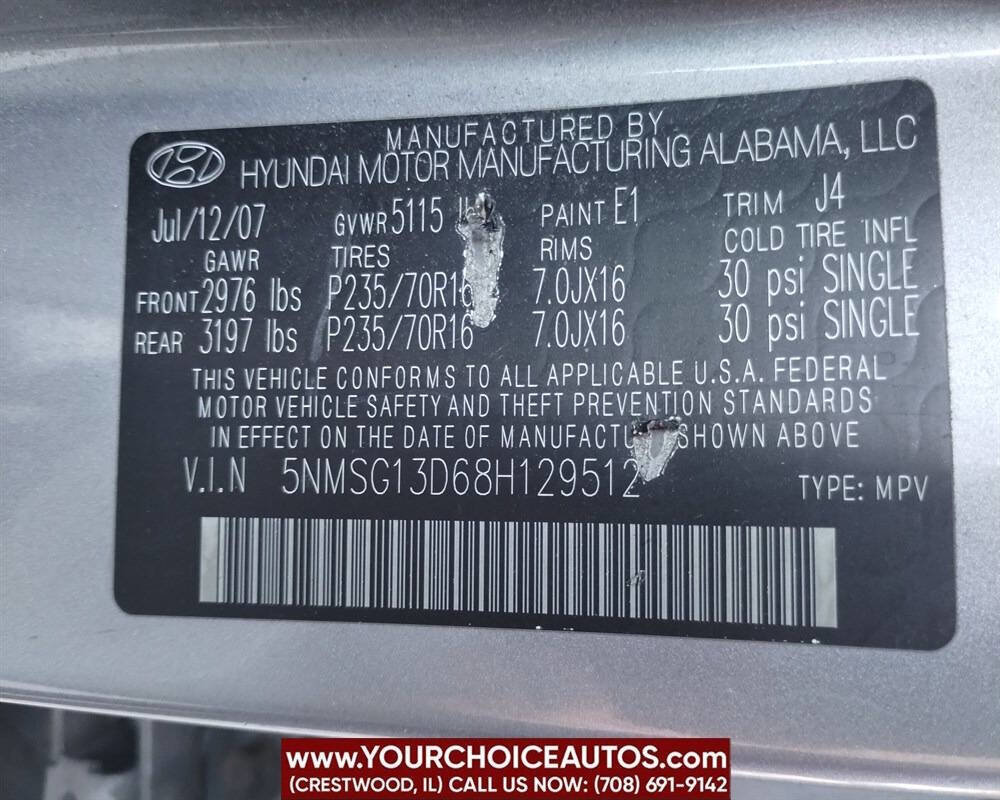 MANUFACTURED BY
HYUNDAI MOTOR MANUFACTURING ALABAMA, LLC
Jul/12/07 GVWR 5115 PAINT E1 TRIM J4
GAWR TIRES RIMS COLD TIRE INFL
FRONT 2976 lbs P235/70R16 7.0JX16 30 psi SINGLE
REAR 3197 lbs P235/70R16 7.0JX16 30 psi SINGLE
THIS VEHICLE CONFORMS TO ALL APPLICABLE U.S.A. FEDERAL
MOTOR VEHICLE SAFETY AND THEFT PREVENTION STANDARDS
IN EFFECT ON THE DATE OF MANUFACTU SHOWN ABOVE
V.I.N 5NMSG13D68H129512 TYPE: MPV
WWW.YOURCHOICEAUTOS.COM
(CRESTWOOD, IL) CALL US NOW: (708) 691-9142